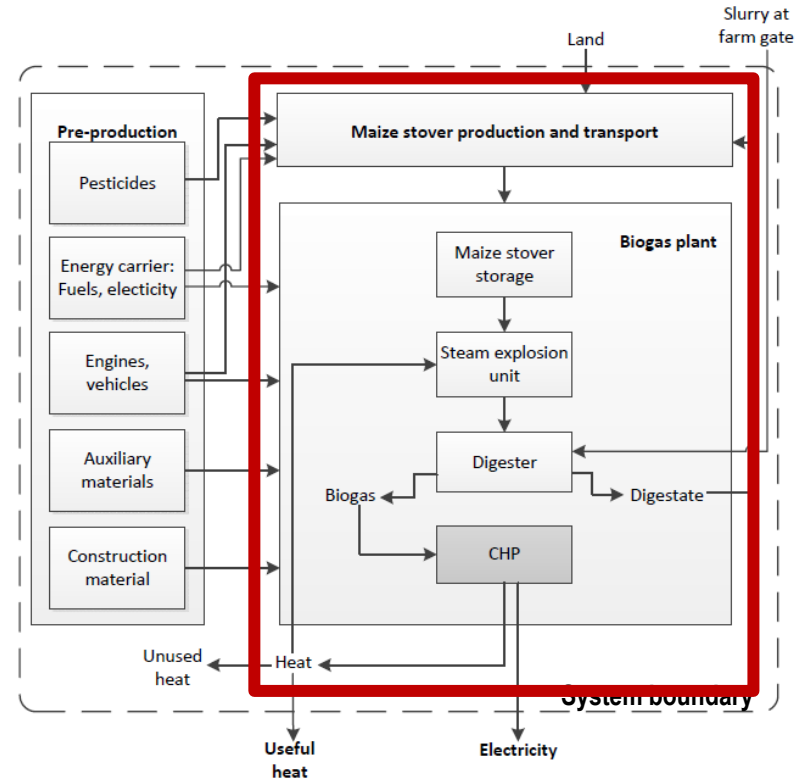 Slurry at
farm gate
Land
Pre-production
Pesticides
Energy carrier:
Fuels, electicity
Engines,
vehicles
Auxiliary
materials
Construction
material
Maize stover production and transport
Biogas plant
Maize stover
storage
Steam explosion
unit
Digester
Biogas
Digestate
CHP
Unused
heat
Heat
System boundary
Useful
heat
Electricity